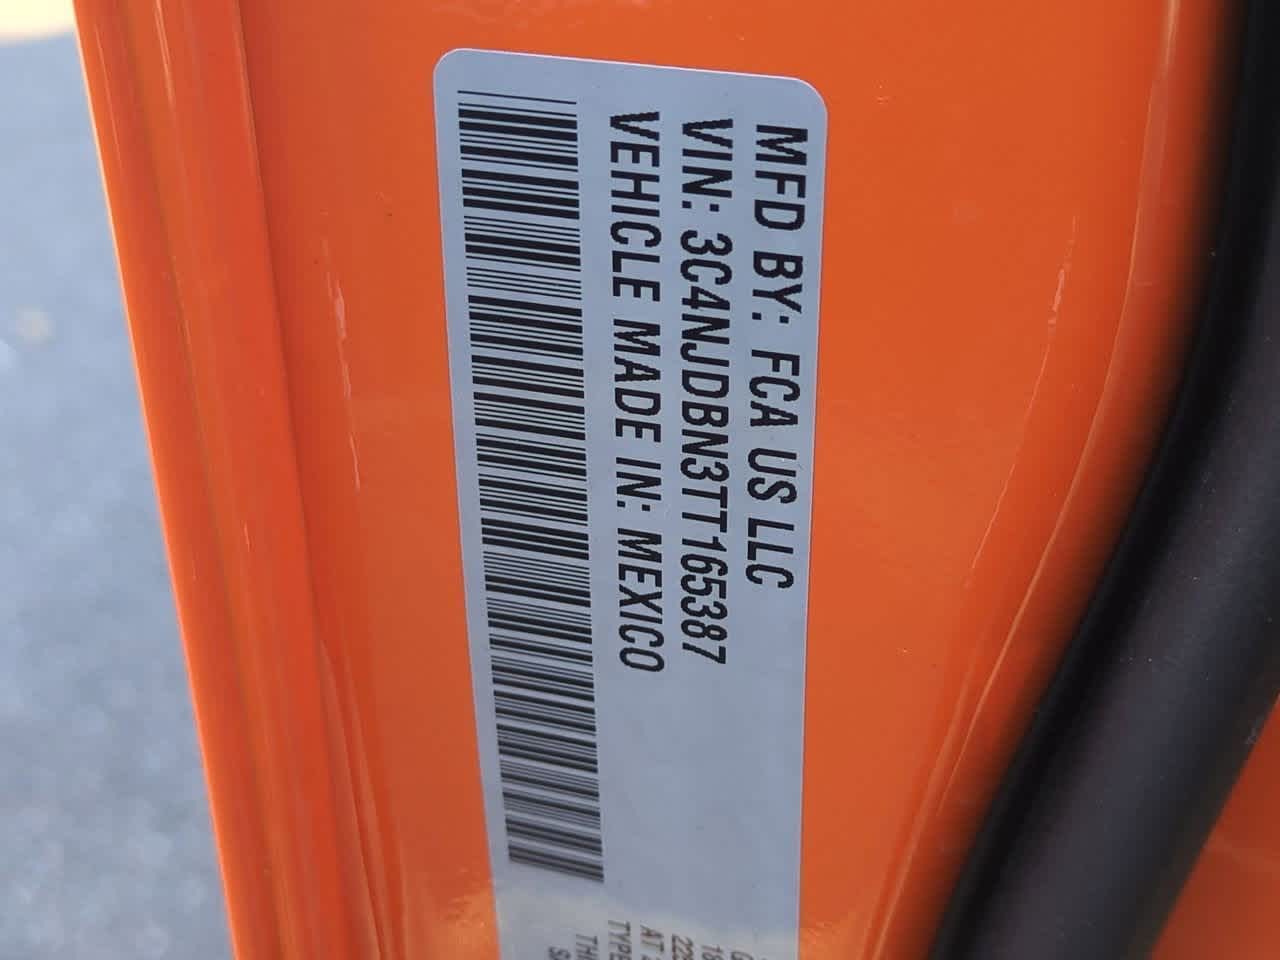 MFD BY: FCA US LLC
VIN: 3C4NJDBN3TT165387
VEHICLE MADE IN: MEXICO